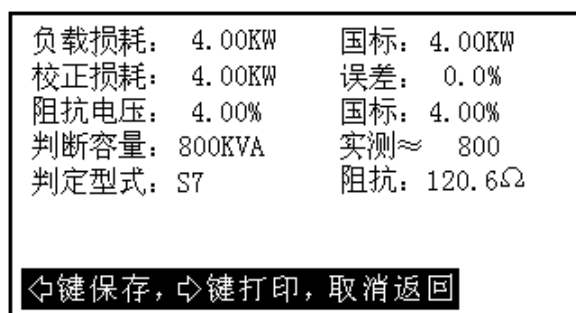 负载损耗： 4.00KW 国标：4.00KW
校正损耗： 4.00KW 误差： 0.0%
阻抗电压： 4.00% 国标：4.00%
判断容量：800KVA 实测≈ 800
判定型式：S7 阻抗：120.6Ω
⇦键保存，⇨键打印，取消返回